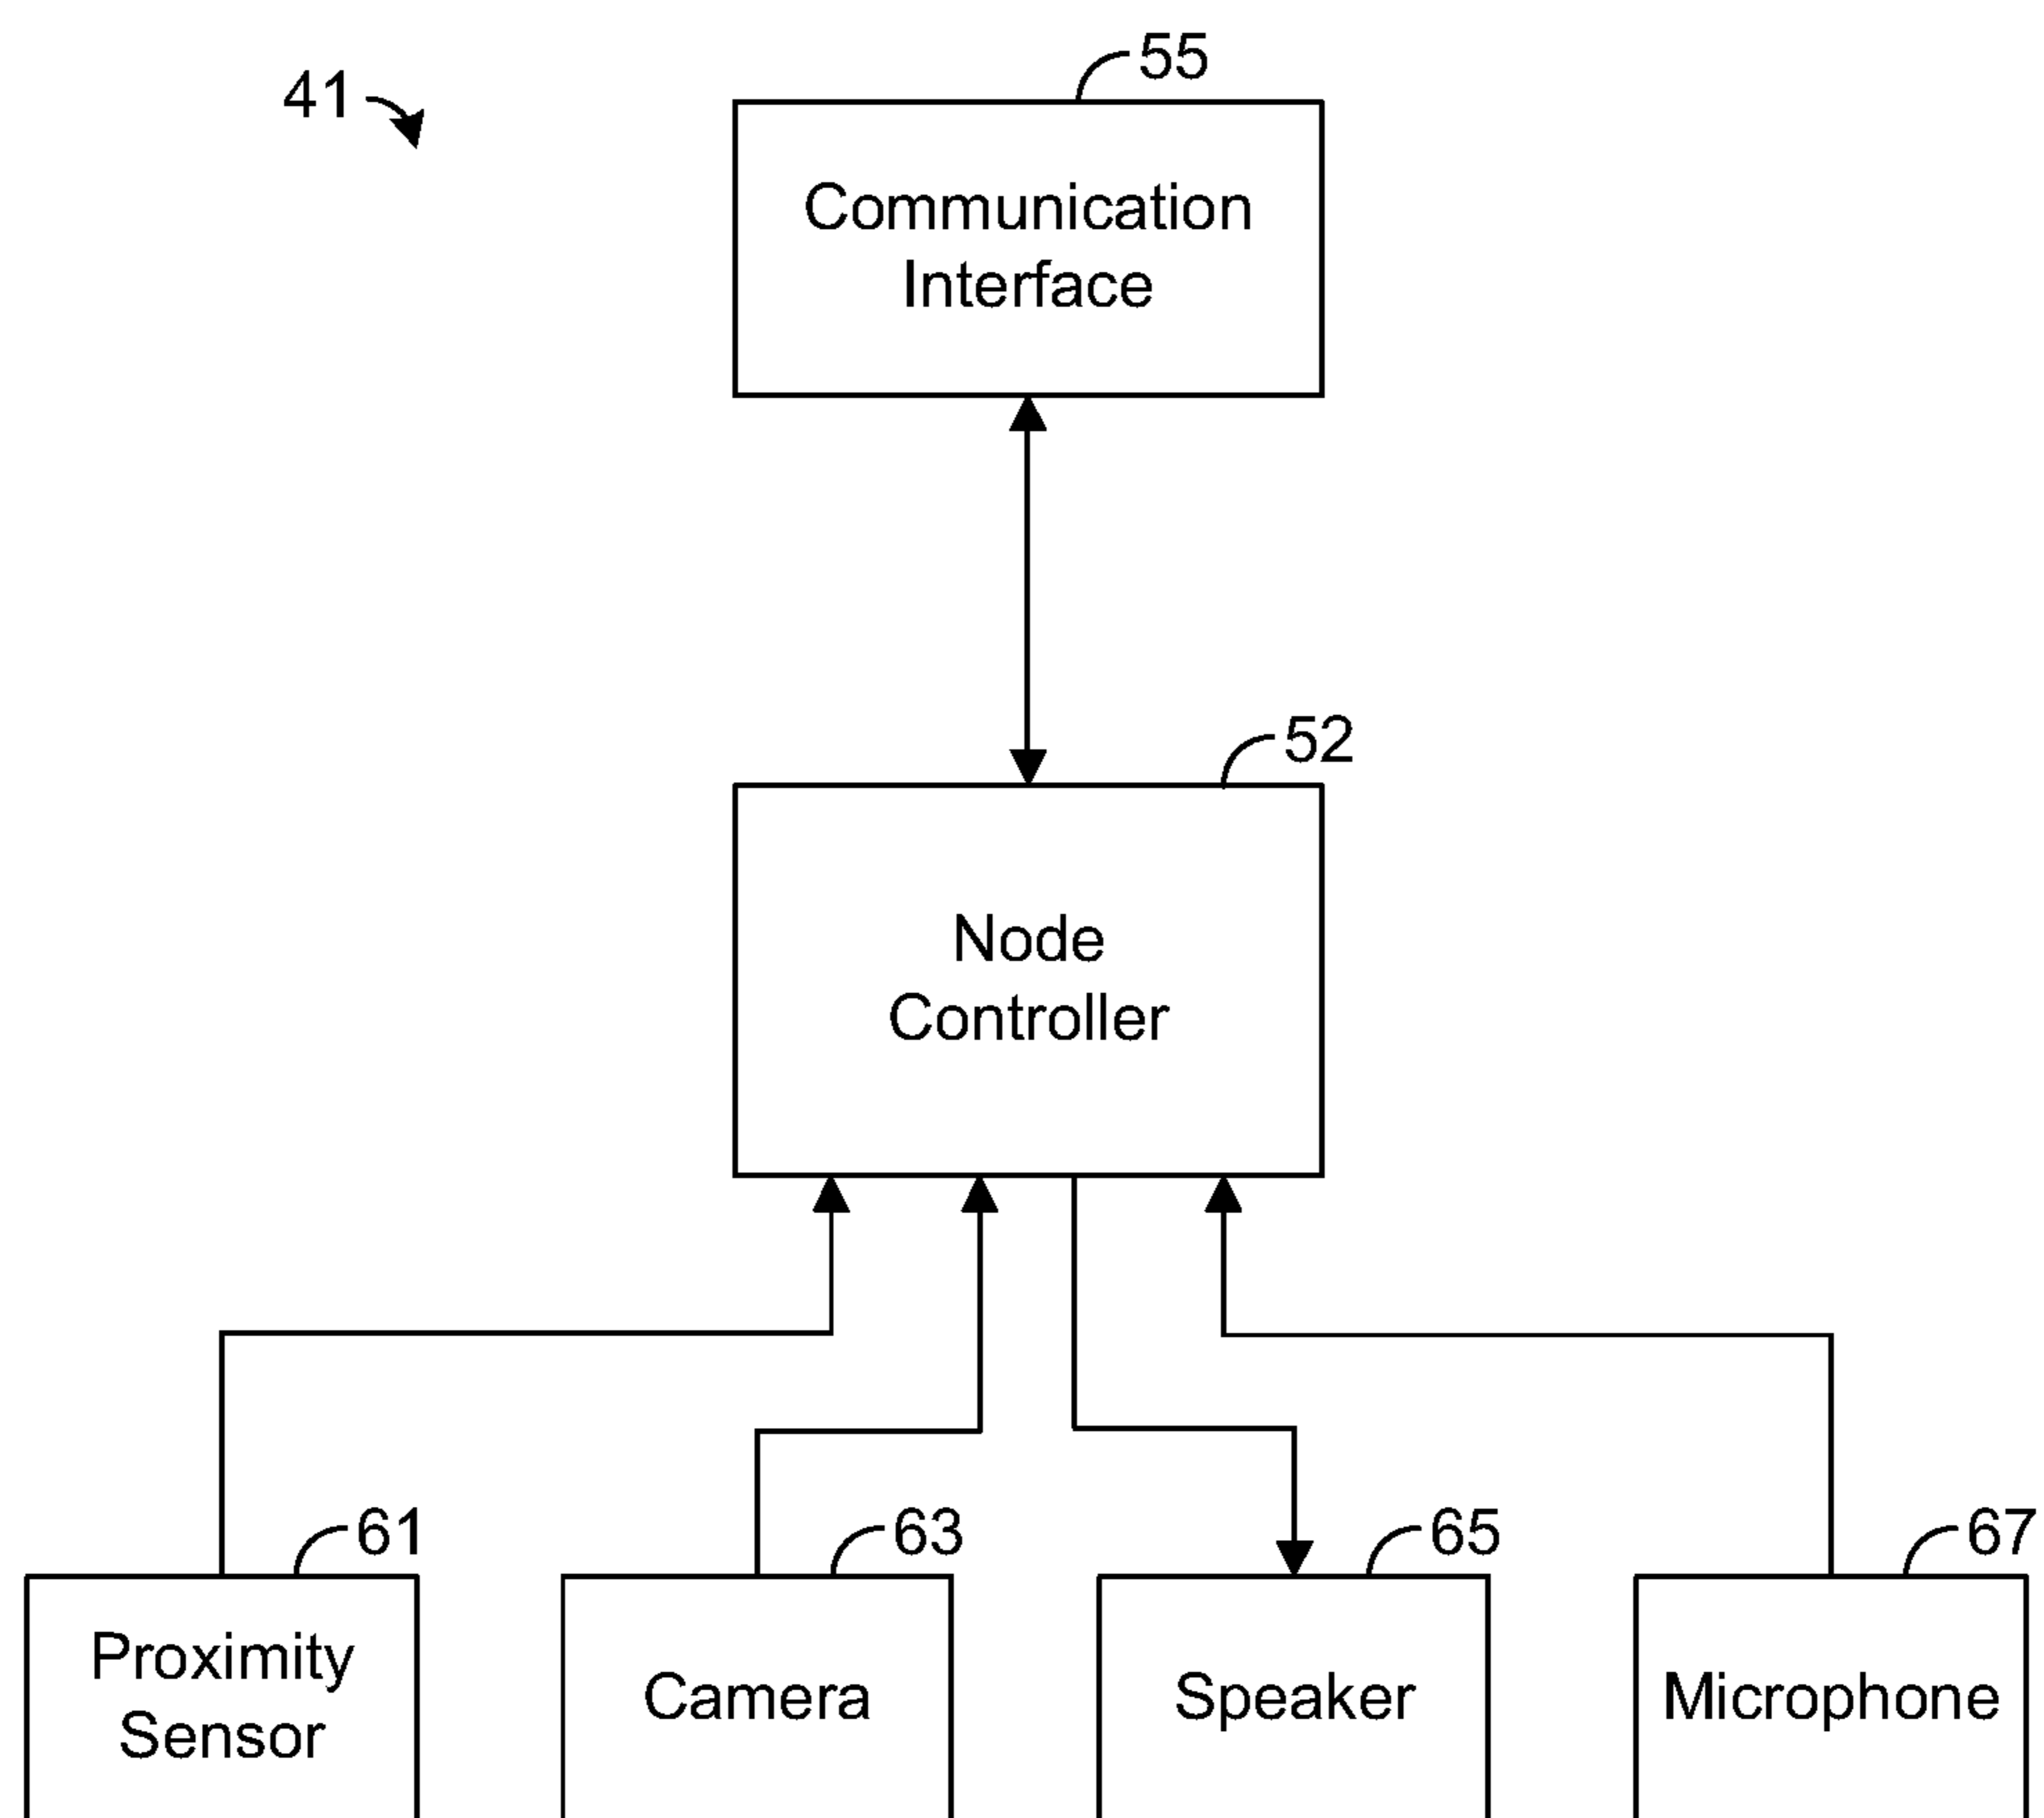 41
55
Communication
Interface
52
Node
Controller
61
63
65
67
Proximity
Sensor
Camera
Speaker
Microphone